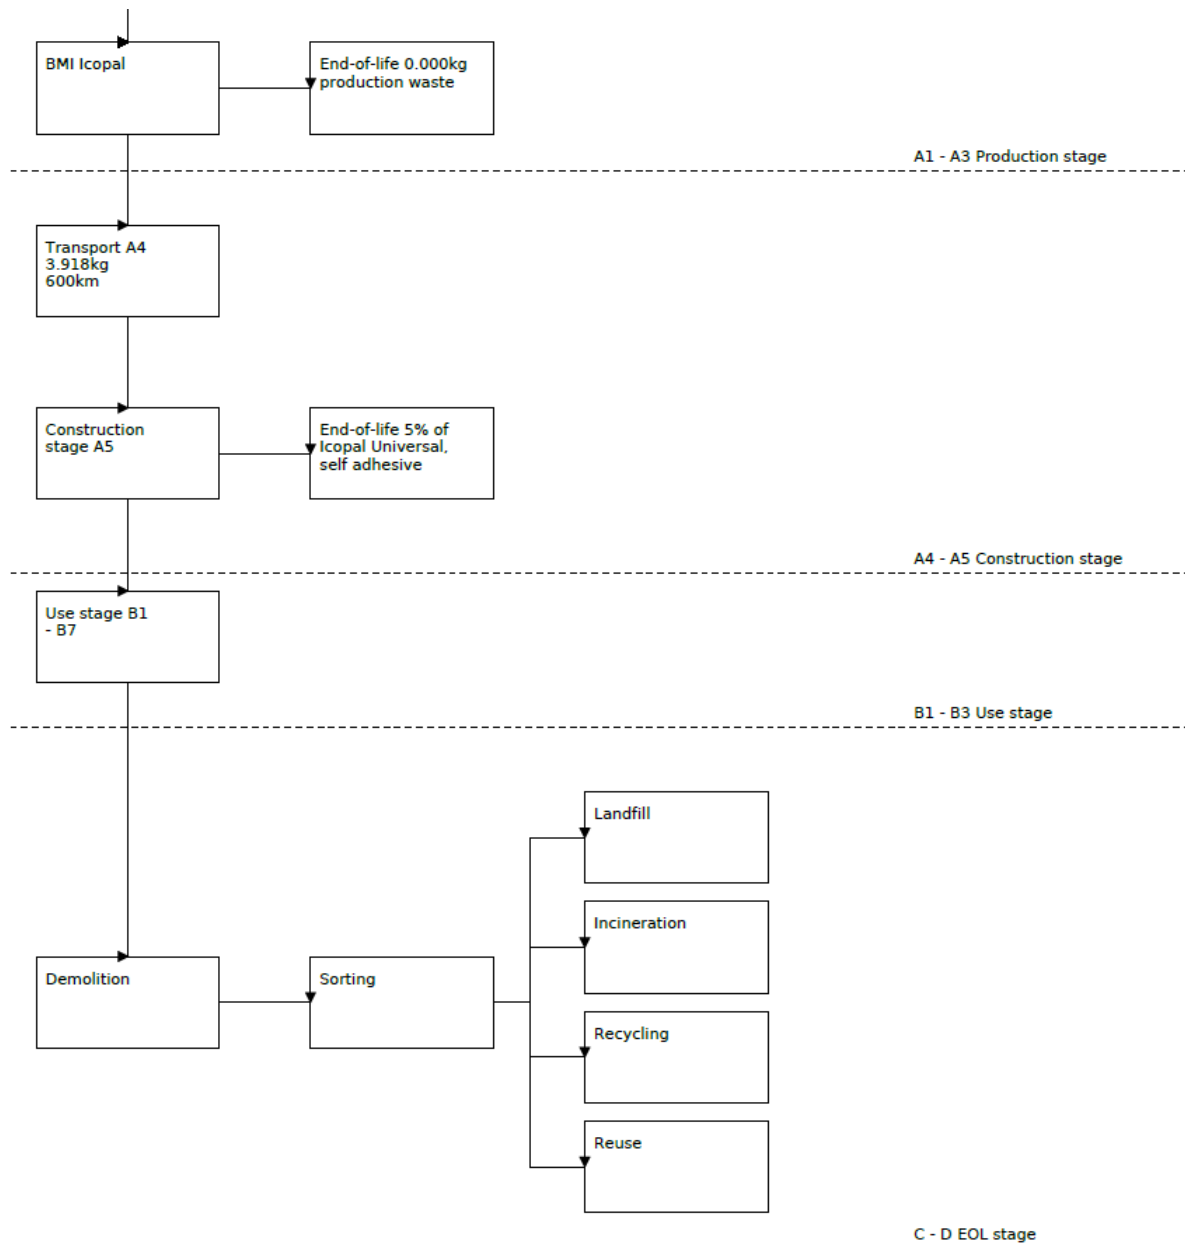 BMI Icopal
End-of-life 0.000kg
production waste
A1 - A3 Production stage
Transport A4
3.918kg
600km
Construction
stage A5
End-of-life 5% of
Icopal Universal,
self adhesive
A4 - A5 Construction stage
Use stage B1
- B7
B1 - B3 Use stage
Landfill
Incineration
Demolition
Sorting
Recycling
Reuse
C - D EOL stage